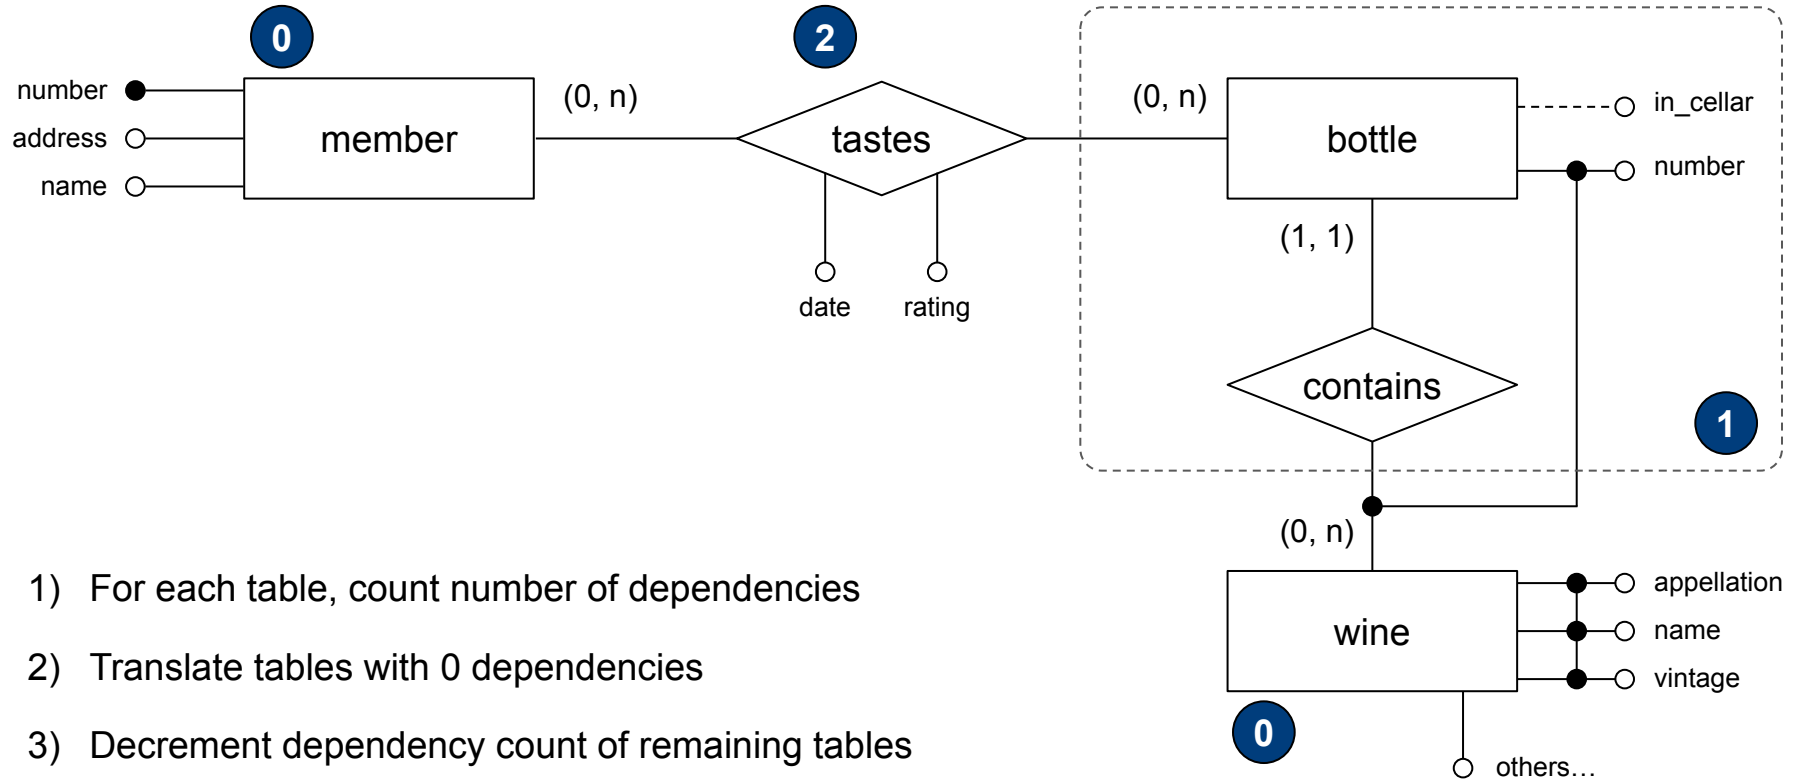 0
2
number
address
name
member
(0, n)
tastes
(0, n)
bottle
in_cellar
number
date
rating
(1, 1)
contains
1
(0, n)
wine
appellation
name
vintage
0
others…
1) For each table, count number of dependencies
2) Translate tables with 0 dependencies
3) Decrement dependency count of remaining tables